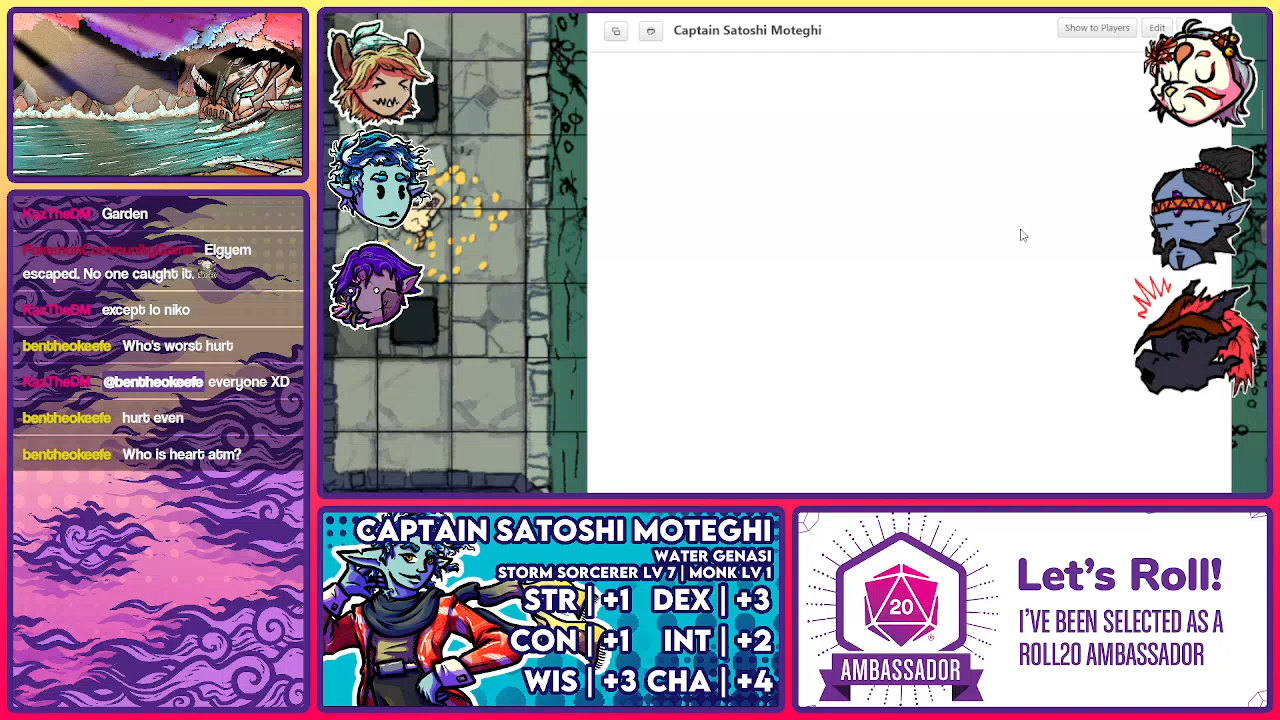 Captain Satoshi Moteghi
Show to Players
Edit
KazTheDM Garden
PokemonCommunityGame Elgyem
escaped. No one caught it.
KazTheDM except lo niko
bentheokeefe Who's worst hurt
KazTheDM @bentheokeefe everyone XD
bentheokeefe hurt even
bentheokeefe Who is heart atm?
CAPTAIN SATOSHI MOTEGHI
WATER GENASI
STORM SORCERER LV 7 | MONK LV 1
STR | +1 DEX | +3
CON | +1 INT | +2
WIS | +3 CHA | +4
20
AMBASSADOR
Let's Roll!
I'VE BEEN SELECTED AS A
ROLL20 AMBASSADOR